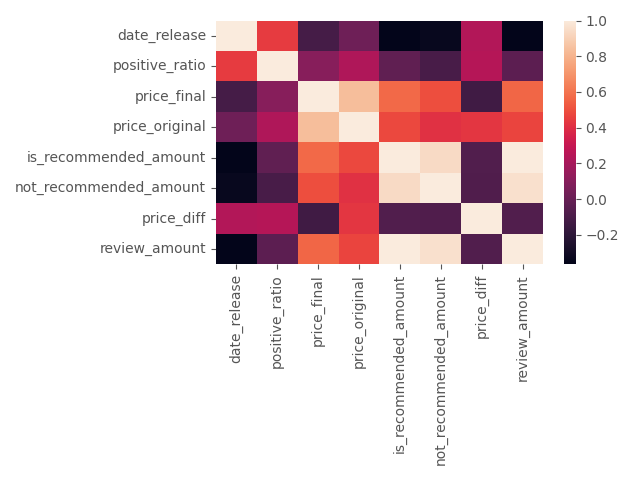 date_release
positive_ratio
price_final
price_original
is_recommended_amount
not_recommended_amount
price_diff
review_amount
date_release
positive_ratio
price_final
price_original
is_recommended_amount
not_recommended_amount
price_diff
review_amount
1.0
0.8
0.6
0.4
0.2
0.0
−0.2